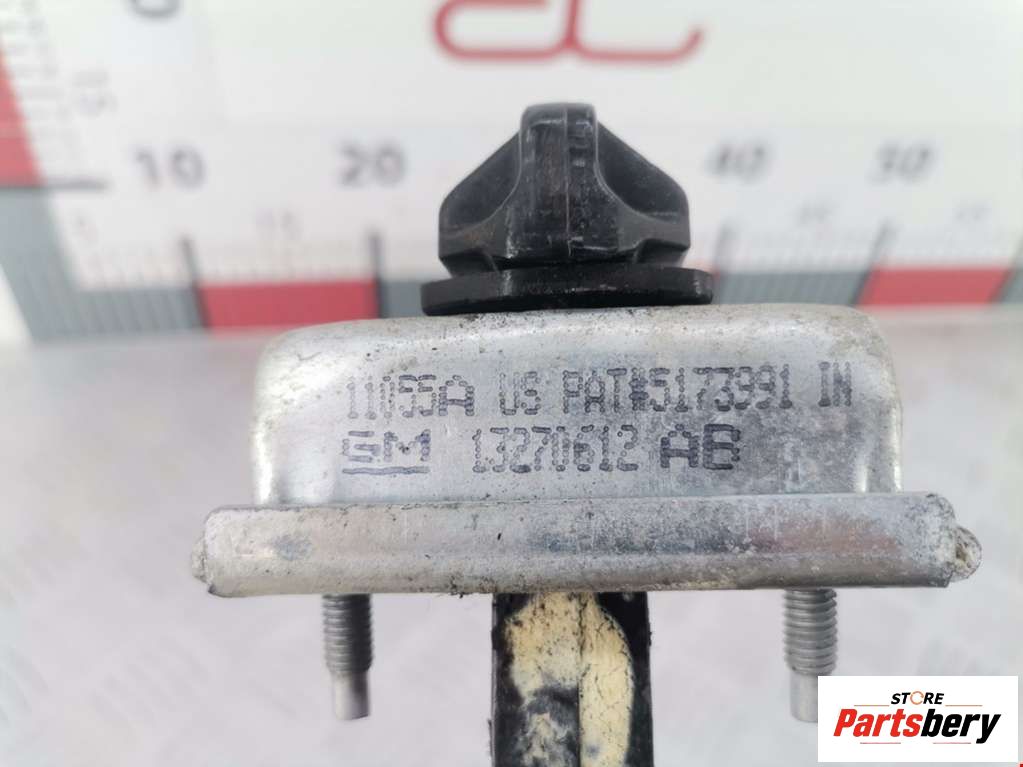 10 20 40 50
11055A US PAT#5173991 IN
GM 13270612 AB
STORE
Partsbery